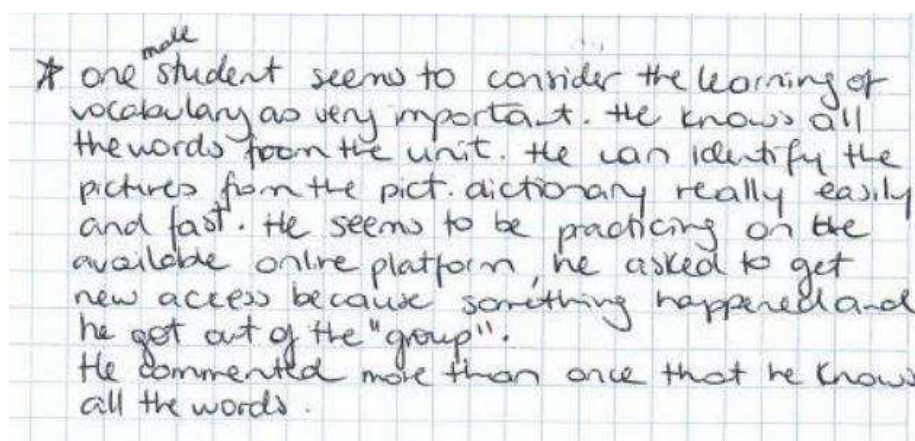 male
* one student seems to consider the learning of
vocabulary as very important. He knows all
the words from the unit. He can identify the
pictures from the pict. dictionary really easily
and fast. He seems to be practicing on the
available online platform, he asked to get
new access because something happened and
he got out of the "group".
He commented more than once that he knows
all the words.